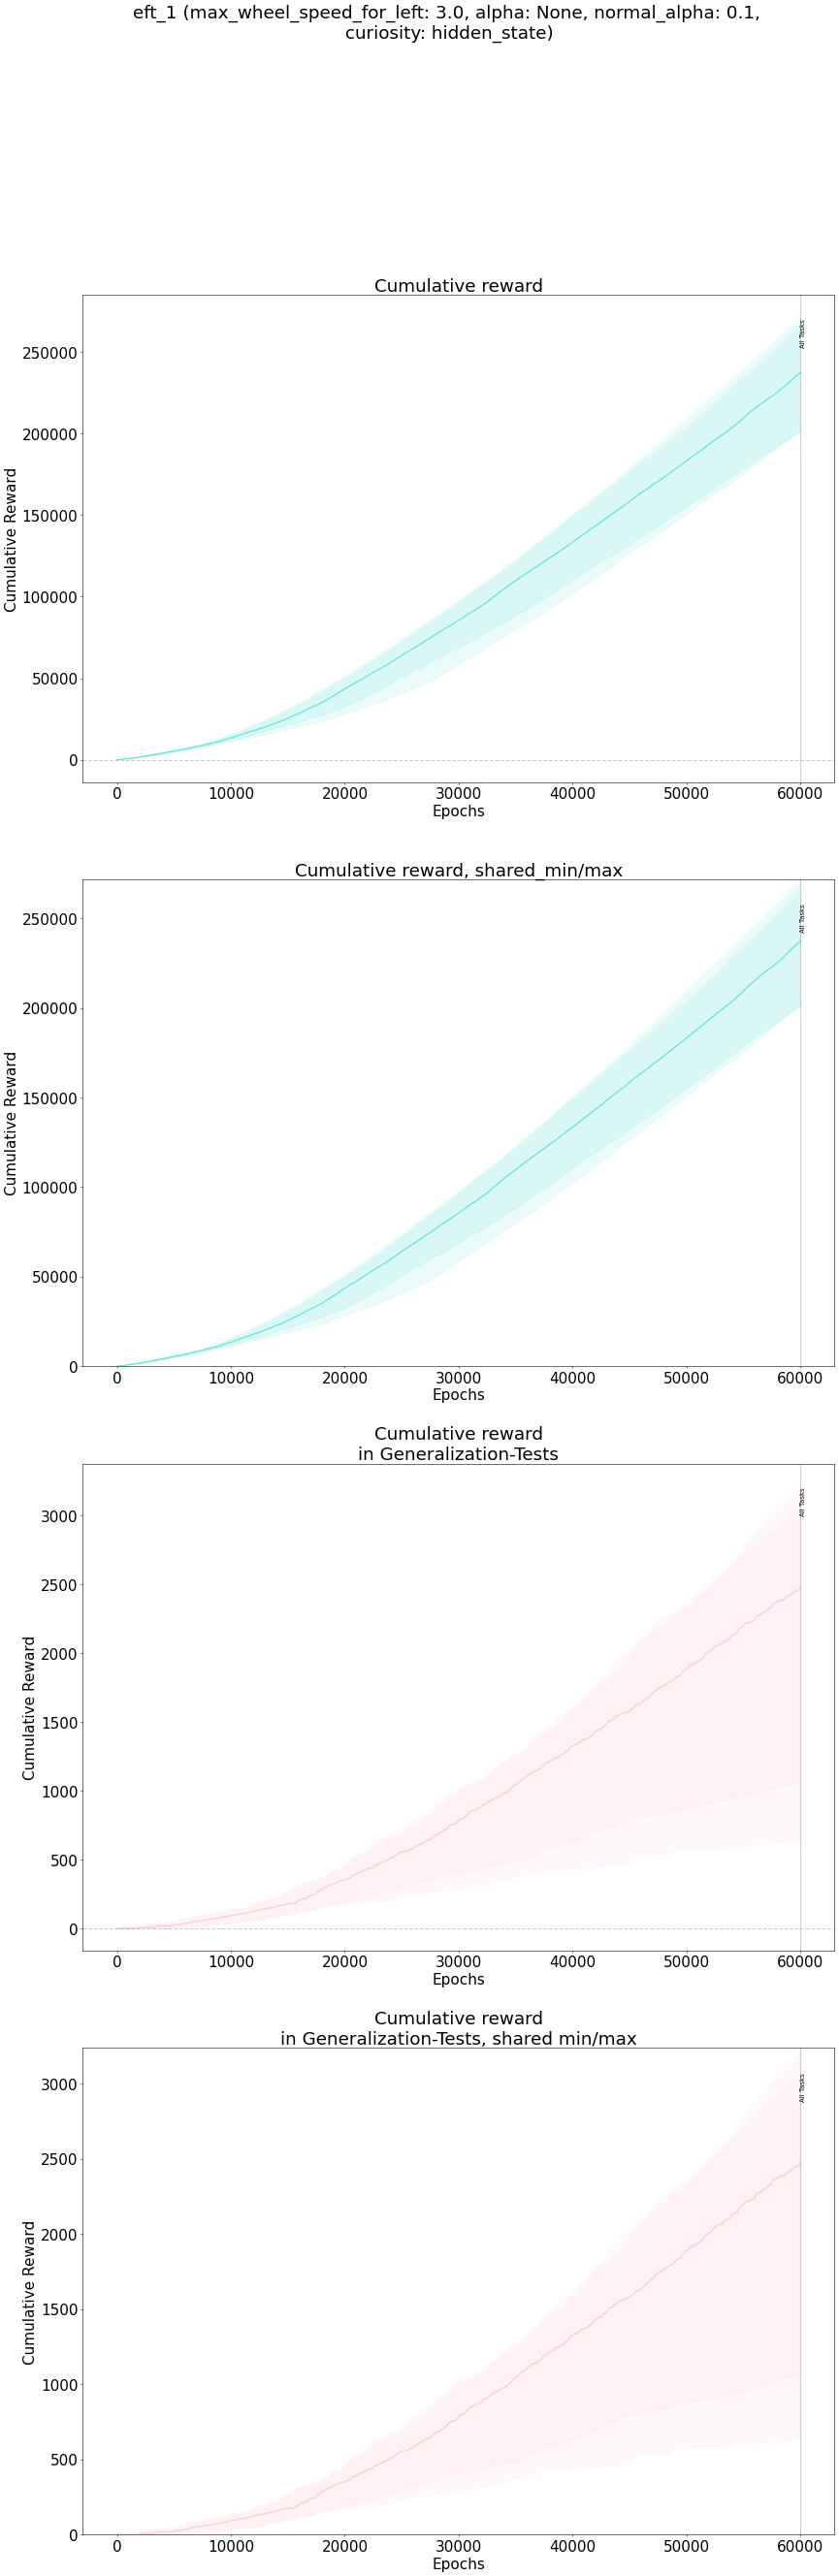 eft_1 (max_wheel_speed_for_left: 3.0, alpha: None, normal_alpha: 0.1,
curiosity: hidden_state)
Cumulative reward
All Tasks
250000
200000
150000
100000
50000
0
Cumulative Reward
0 10000 20000 30000 40000 50000 60000
Epochs
Cumulative reward, shared_min/max
All Tasks
250000
200000
150000
100000
50000
0
Cumulative Reward
0 10000 20000 30000 40000 50000 60000
Epochs
Cumulative reward
in Generalization-Tests
All Tasks
3000
2500
2000
1500
1000
500
0
Cumulative Reward
0 10000 20000 30000 40000 50000 60000
Epochs
Cumulative reward
in Generalization-Tests, shared min/max
All Tasks
3000
2500
2000
1500
1000
500
0
Cumulative Reward
0 10000 20000 30000 40000 50000 60000
Epochs